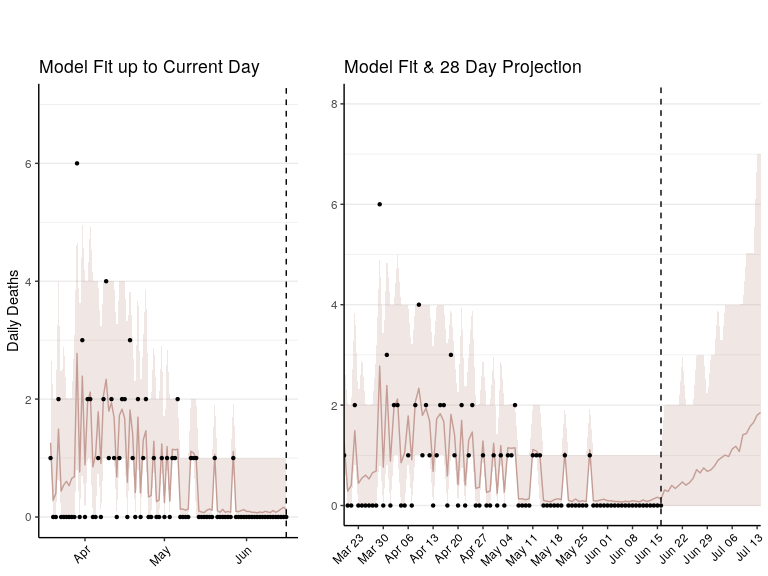 Model Fit up to Current Day
Daily Deaths
6
4
2
0
Apr
May
Jun
Model Fit & 28 Day Projection
8
6
4
2
0
Mar 23
Mar 30
Apr 06
Apr 13
Apr 20
Apr 27
May 04
May 11
May 18
May 25
Jun 01
Jun 08
Jun 15
Jun 22
Jun 29
Jul 06
Jul 13